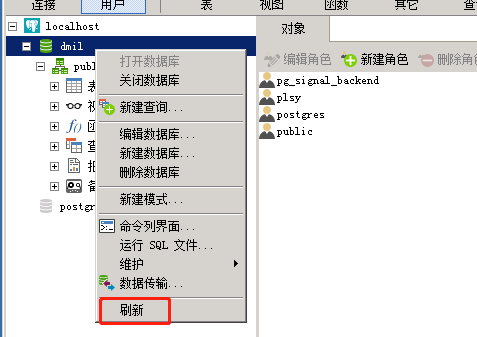 连接 用户 表 视图 函数 其它 查
localhost
dmil
publ
表
视
函
查
报
备
postgr
打开数据库
关闭数据库
新建查询...
编辑数据库...
新建数据库...
删除数据库
新建模式...
命令列界面...
运行 SQL 文件...
维护
数据传输...
刷新
对象
编辑角色 新建角色 删除角色
pg_signal_backend
plsy
postgres
public